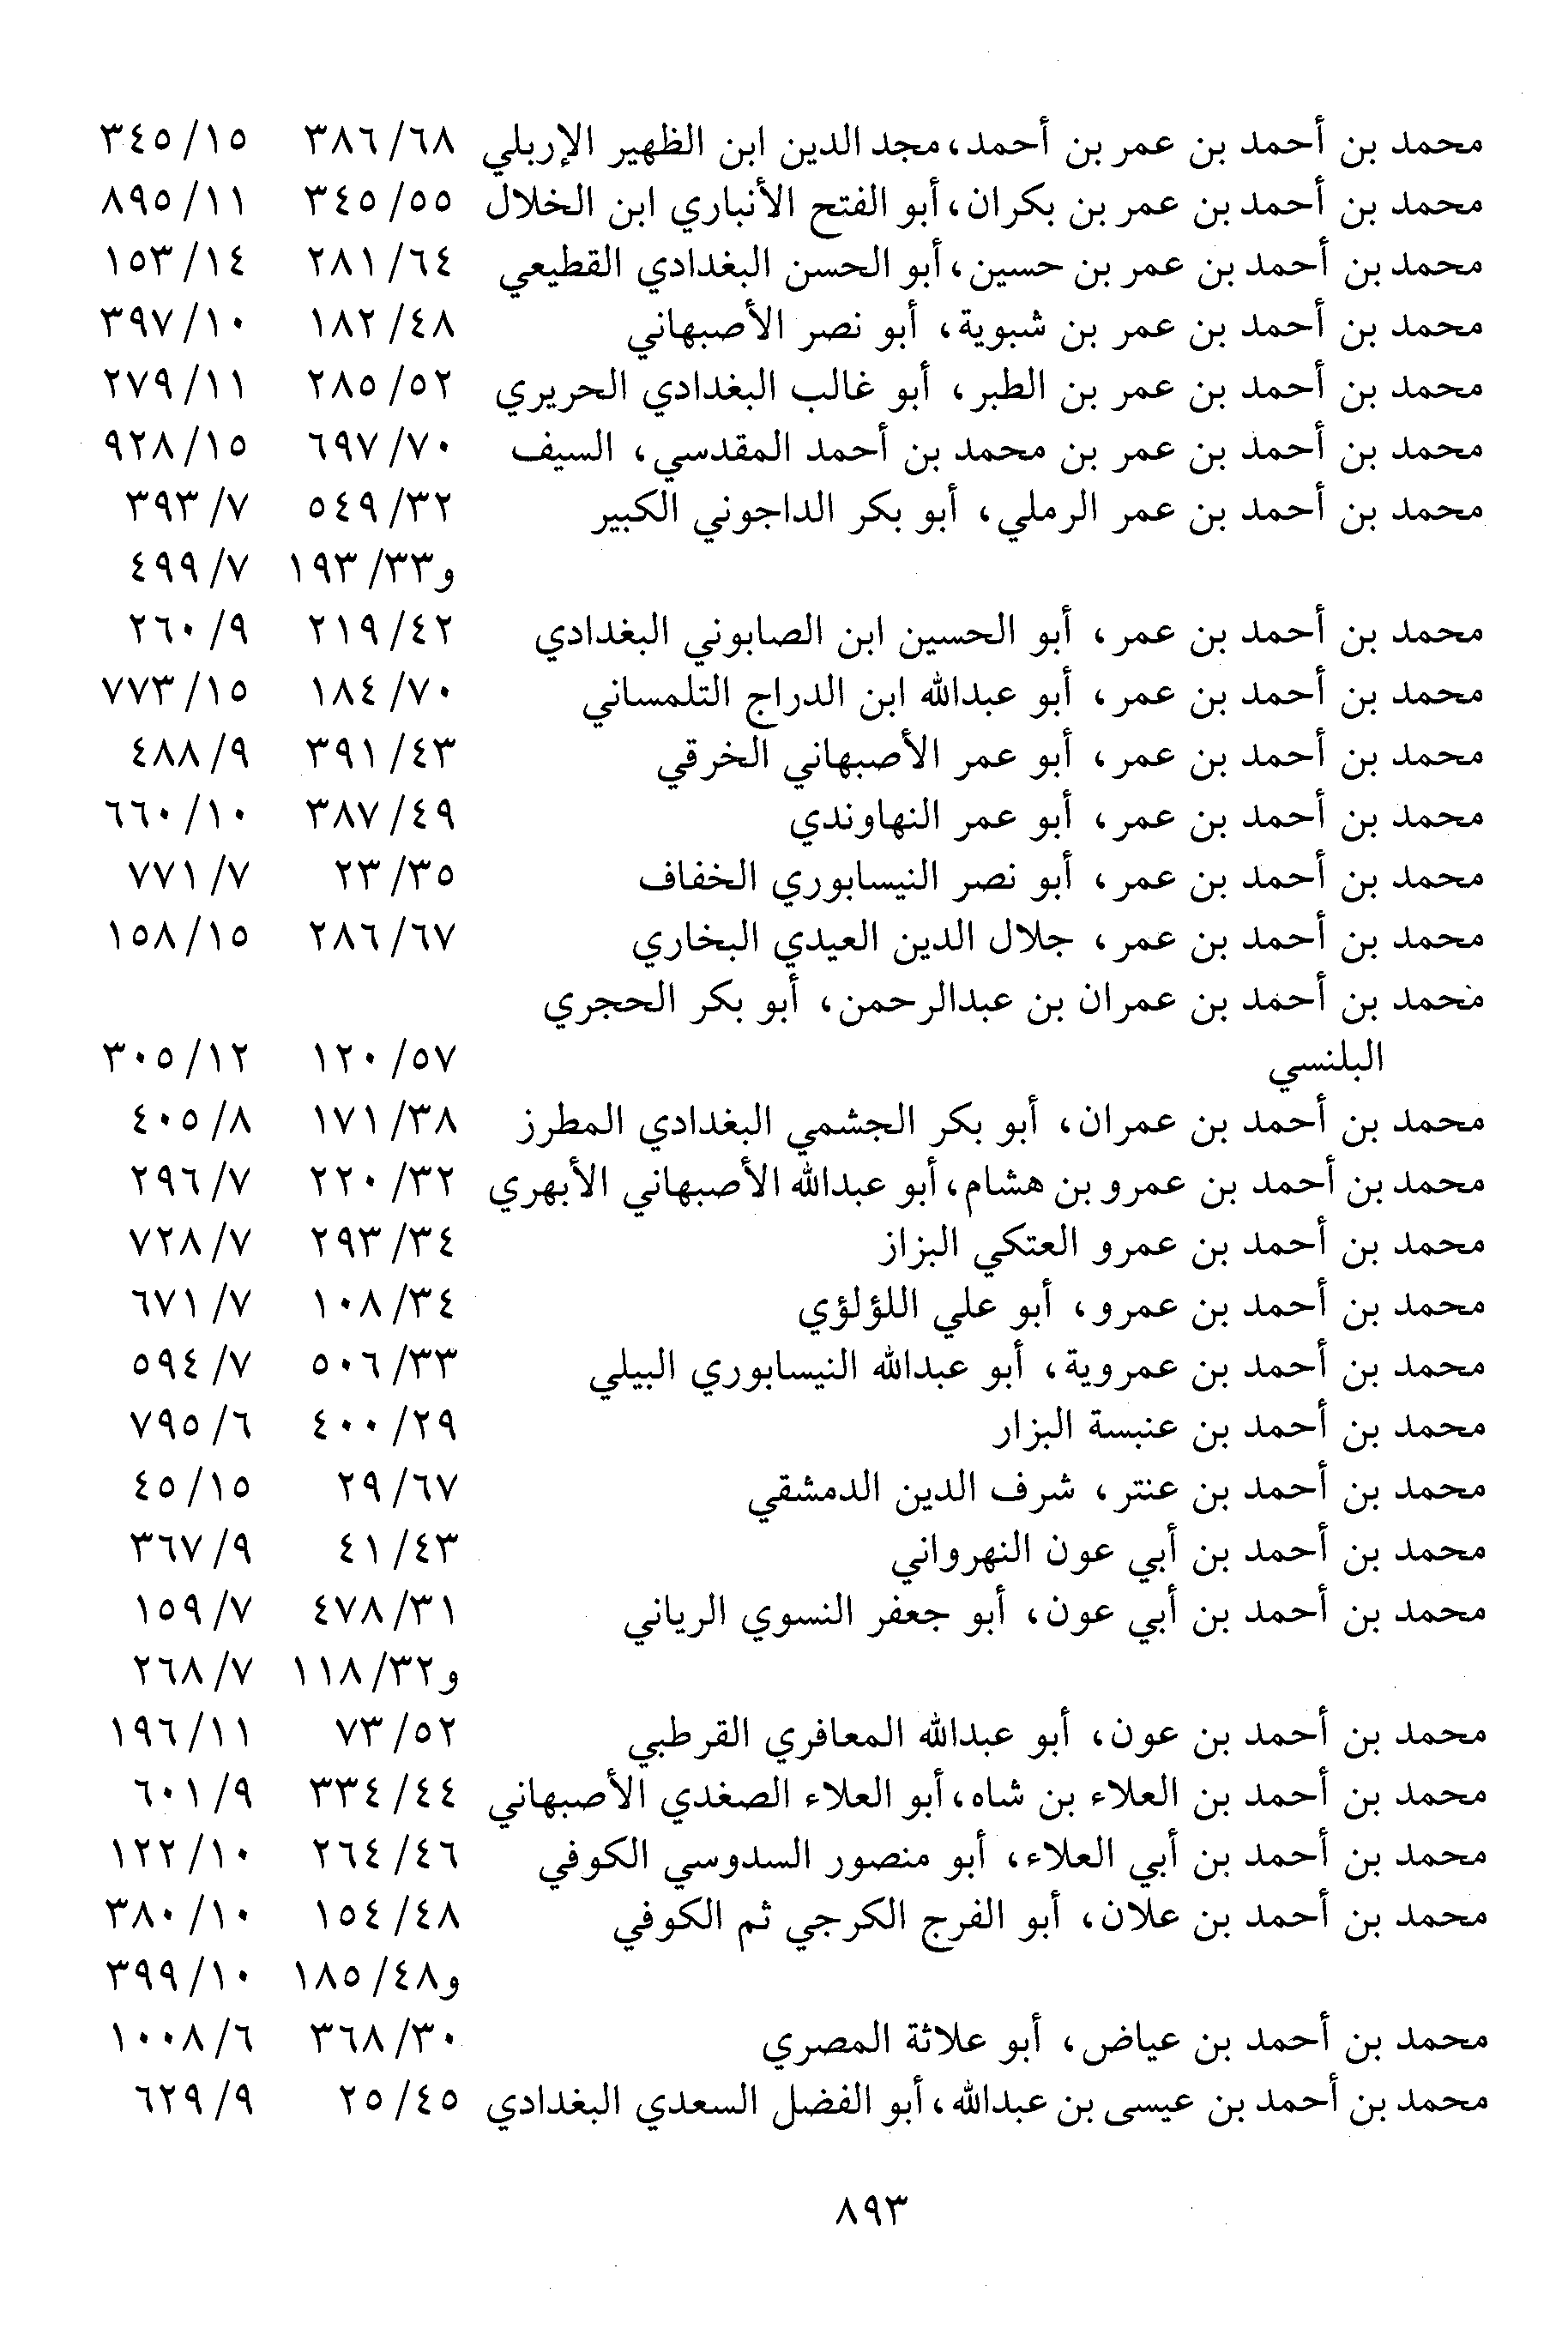 محمد بن أحمد بن عمر بن أحمد، مجد الدين ابن الظهير الإربلي ٦٨/ ٣٨٦ ١٥/ ٣٤٥
محمد بن أحمد بن عمر بن بكران، أبو الفتح الأنباري ابن الخلال ٥٥/ ٣٤٥ ١١/ ٨٩٥
محمد بن أحمد بن عمر بن حسين، أبو الحسن البغدادي القطيعي ٦٤/ ٢٨١ ١٤/ ١٥٣
محمد بن أحمد بن عمر بن شبوية، أبو نصر الأصبهاني ٤٨/ ١٨٢ ١٠/ ٣٩٧
محمد بن أحمد بن عمر بن الطبر، أبو غالب البغدادي الحريري ٥٢/ ٢٨٥ ١١/ ٢٧٩
محمد بن أحمد بن عمر بن محمد بن أحمد المقدسي، السيف ٧٠/ ٦٩٧ ١٥/ ٩٢٨
محمد بن أحمد بن عمر الرملي، أبو بكر الداجوني الكبير ٣٢/ ٥٤٩ ٧/ ٣٩٣
و٣٣/ ١٩٣ ٧/ ٤٩٩
محمد بن أحمد بن عمر، أبو الحسين ابن الصابوني البغدادي ٤٢/ ٢١٩ ٩/ ٢٦٠
محمد بن أحمد بن عمر، أبو عبدالله ابن الدراج التلمساني ٧٠/ ١٨٤ ١٥/ ٧٧٣
محمد بن أحمد بن عمر، أبو عمر الأصبهاني الخرقي ٤٣/ ٣٩١ ٩/ ٤٨٨
محمد بن أحمد بن عمر، أبو عمر النهاوندي ٤٩/ ٣٨٧ ١٠/ ٦٦٠
محمد بن أحمد بن عمر، أبو نصر النيسابوري الخفاف ٣٥/ ٢٣ ٧/ ٧٧١
محمد بن أحمد بن عمر، جلال الدين العيدي البخاري ٦٧/ ٢٨٦ ١٥/ ١٥٨
محمد بن أحمد بن عمران بن عبدالرحمن، أبو بكر الحجري
البلنسي ٥٧/ ١٢٠ ١٢/ ٣٠٥
محمد بن أحمد بن عمران، أبو بكر الجشمي البغدادي المطرز ٣٨/ ١٧١ ٨/ ٤٠٥
محمد بن أحمد بن عمرو بن هشام، أبو عبدالله الأصبهاني الأبهري ٣٢/ ٢٢٠ ٧/ ٢٩٦
محمد بن أحمد بن عمرو العتكي البزاز ٣٤/ ٢٩٣ ٧/ ٧٢٨
محمد بن أحمد بن عمرو، أبو علي اللؤلؤي ٣٤/ ١٠٨ ٧/ ٦٧١
محمد بن أحمد بن عمروية، أبو عبدالله النيسابوري البيلي ٣٣/ ٥٠٦ ٧/ ٥٩٤
محمد بن أحمد بن عنبسة البزار ٢٩/ ٤٠٠ ٦/ ٧٩٥
محمد بن أحمد بن عنتر، شرف الدين الدمشقي ٦٧/ ٢٩ ١٥/ ٤٥
محمد بن أحمد بن أبي عون النهرواني ٤٣/ ٤١ ٩/ ٣٦٧
محمد بن أحمد بن أبي عون، أبو جعفر النسوي الرياني ٣١/ ٤٧٨ ٧/ ١٥٩
و٣٢/ ١١٨ ٧/ ٢٦٨
محمد بن أحمد بن عون، أبو عبدالله المعافري القرطبي ٥٢/ ٧٣ ١١/ ١٩٦
محمد بن أحمد بن العلاء بن شاه، أبو العلاء الصغدي الأصبهاني ٤٤/ ٣٣٤ ٩/ ٦٠١
محمد بن أحمد بن أبي العلاء، أبو منصور السدوسي الكوفي ٤٦/ ٢٦٤ ١٠/ ١٢٢
محمد بن أحمد بن علان، أبو الفرج الكرجي ثم الكوفي ٤٨/ ١٥٤ ١٠/ ٣٨٠
و٤٨/ ١٨٥ ١٠/ ٣٩٩
محمد بن أحمد بن عياض، أبو علاثة المصري ٣٠/ ٣٦٨ ٦/ ١٠٠٨
محمد بن أحمد بن عيسى بن عبدالله، أبو الفضل السعدي البغدادي ٤٥/ ٢٥ ٩/ ٦٢٩
٨٩٣